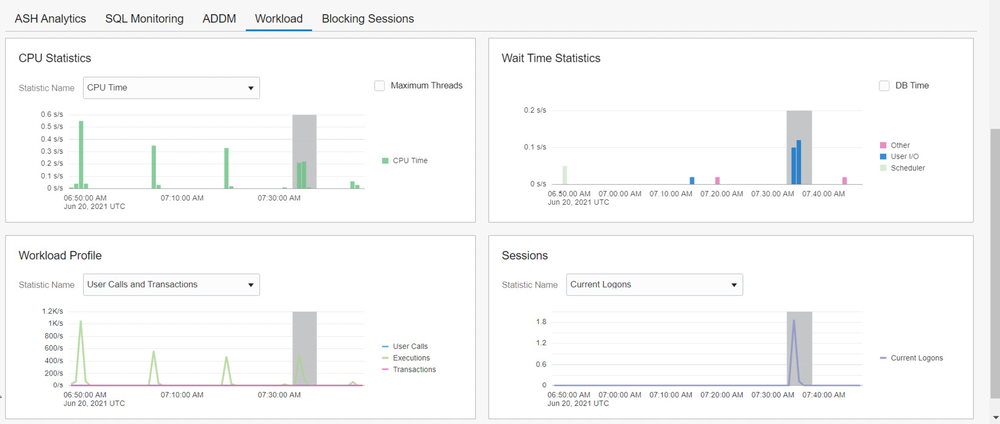 ASH Analytics SQL Monitoring ADDM Workload Blocking Sessions
CPU Statistics
Statistic Name CPU Time Maximum Threads
0.6 s/s
0.5 s/s
0.4 s/s
0.3 s/s
0.2 s/s
0.1 s/s
0 s/s
06:50:00 AM 07:10:00 AM 07:30:00 AM
Jun 20, 2021 UTC
CPU Time
Wait Time Statistics
DB Time
0.2 s/s
0.1 s/s
0 s/s
06.50.00 AM 07.00.00 AM 07.10.00 AM 07.20.00 AM 07.30.00 AM 07.40.00 AM
Jun 20, 2021 UTC
Other
User I/O
Scheduler
Workload Profile
Statistic Name User Calls and Transactions
1.2K/s
1K/s
800/s
600/s
400/s
200/s
0/s
06:50:00 AM 07:10:00 AM 07:30:00 AM
Jun 20, 2021 UTC
User Calls
Executions
Transactions
Sessions
Statistic Name Current Logons
1.8
1.2
0.6
0
06:50:00 AM 07:00:00 AM 07:10:00 AM 07:20:00 AM 07:30:00 AM 07:40:00 AM
Jun 20, 2021 UTC
Current Logons